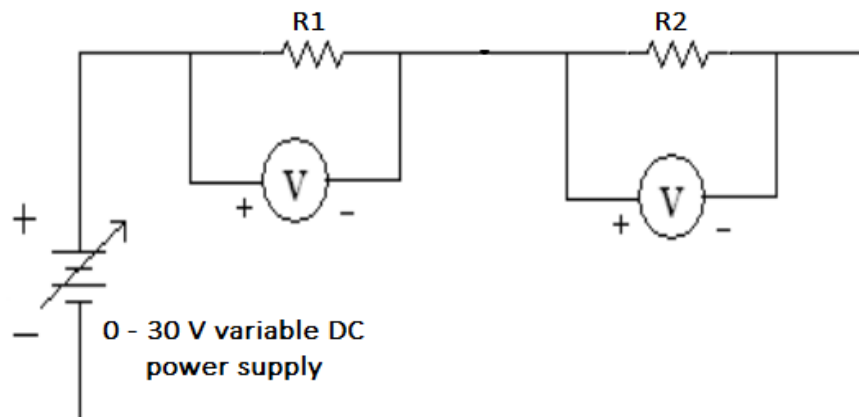 R1
R2
V
+ -
V
+ -
+
−
0 - 30 V variable DC
power supply